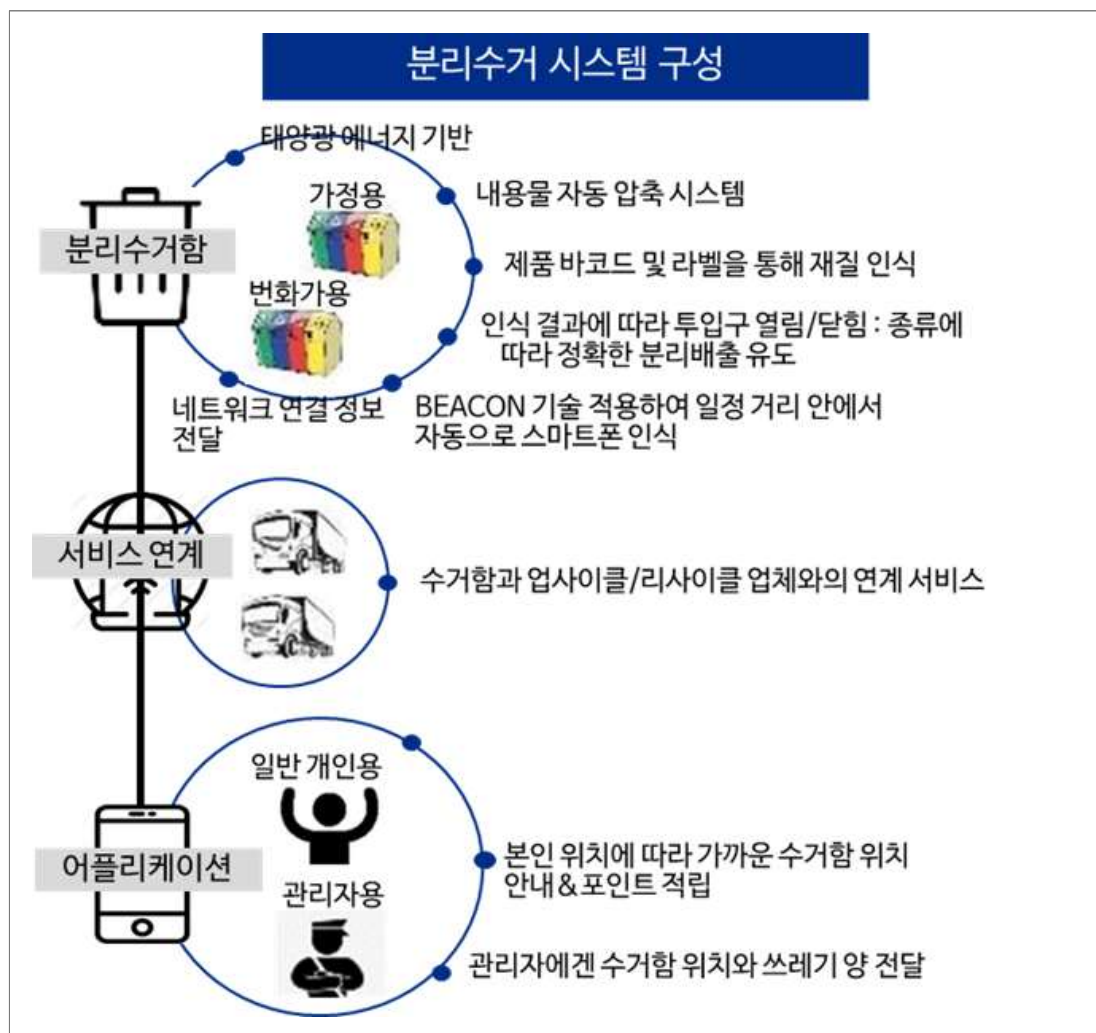 분리수거 시스템 구성
태양광 에너지 기반
가정용
내용물 자동 압축 시스템
분리수거함
제품 바코드 및 라벨을 통해 재질 인식
번화가용
인식 결과에 따라 투입구 열림/닫힘 : 종류에
따라 정확한 분리배출 유도
네트워크 연결 정보
전달
BEACON 기술 적용하여 일정 거리 안에서
자동으로 스마트폰 인식
서비스 연계
수거함과 업사이클/리사이클 업체와의 연계 서비스
일반 개인용
어플리케이션
본인 위치에 따라 가까운 수거함 위치
안내 & 포인트 적립
관리자용
관리자에겐 수거함 위치와 쓰레기 양 전달